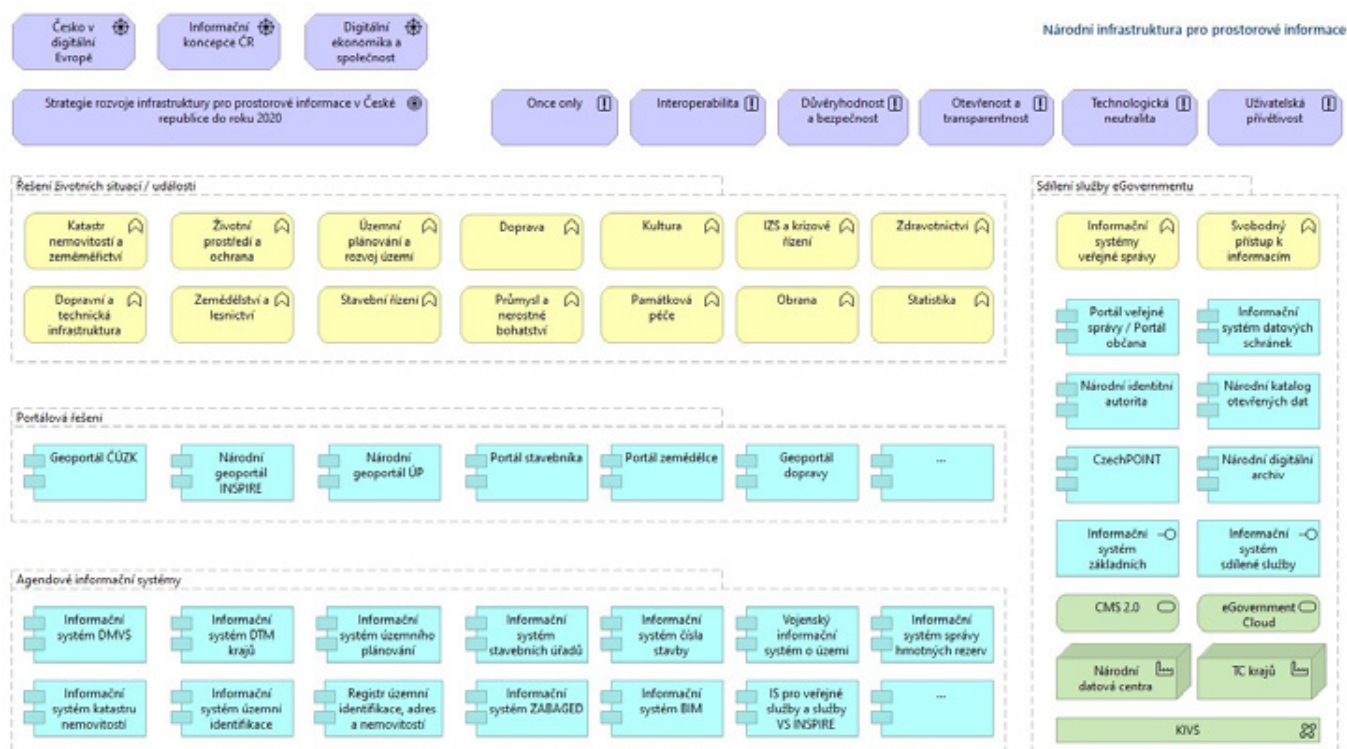 Česko v
digitální
Evropě
Informační
koncepce ČR
Digitální
ekonomika a
společnost
Národní infrastruktura pro prostorové informace
Strategie rozvoje infrastruktury pro prostorové informace v České
republice do roku 2020
Once only
Interoperabilita
Důvěryhodnost
a bezpečnost
Otevřenost a
transparentnost
Technologická
neutralita
Uživatelská
přívětivost
Řešení životních situací / událostí
Katastr
nemovitostí a
zeměměřictví
Životní
prostředí a
ochrana
Územní
plánování a
rozvoj území
Doprava
Kultura
IZS a krizové
řízení
Zdravotnictví
Dopravní a
technická
infrastruktura
Zemědělství a
lesnictví
Stavební řízení
Průmysl a
nerostné
bohatství
Památková
péče
Obrana
Statistika
Portálová řešení
Geoportál ČÚZK
Národní
geoportál
INSPIRE
Národní
geoportál ÚP
Portál stavebníka
Portál zemědělce
Geoportál
dopravy
...
Agendové informační systémy
Informační
systém DMVS
Informační
systém DTM
krajů
Informační
systém územního
plánování
Informační
systém
stavebních úřadů
Informační
systém čísla
stavby
Vojenský
informační
systém o území
Informační
systém správy
hmotných rezerv
Informační
systém katastru
nemovitostí
Informační
systém územní
identifikace
Registr územní
identifikace, adres
a nemovitostí
Informační
systém ZABAGED
Informační
systém BIM
IS pro veřejné
služby a služby
VS INSPIRE
...
Sdílení služby eGovernmentu
Informační
systémy
veřejné správy
Svobodný
přístup k
informacím
Portál veřejné
správy / Portál
občana
Informační
systém datových
schránek
Národní identitní
autorita
Národní katalog
otevřených dat
CzechPOINT
Národní digitální
archiv
Informační
systém
základních
Informační
systém
sdílené služby
CMS 2.0
eGovernment
Cloud
Národní
datová centra
TC krajů
KIVS